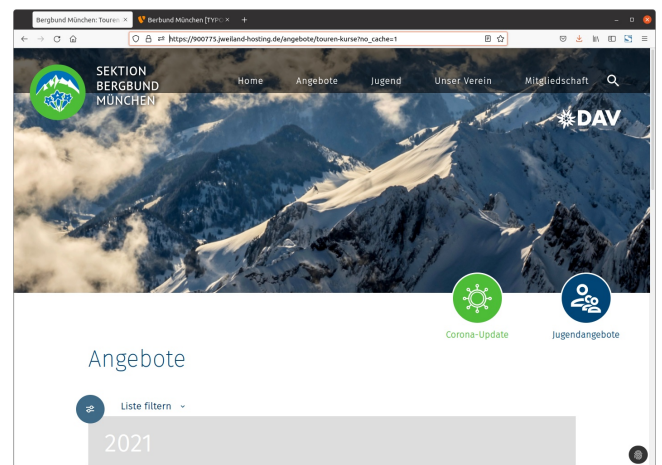 Bergbund München: Touren
Berbund München [TYPO
https://900775.jweiland-hosting.de/angebote/touren-kurse?no_cache=1
SEKTION
BERGBUND
MÜNCHEN
Home Angebote Jugend Unser Verein Mitgliedschaft
DAV
Corona-Update Jugendangebote
Angebote
Liste filtern
2021